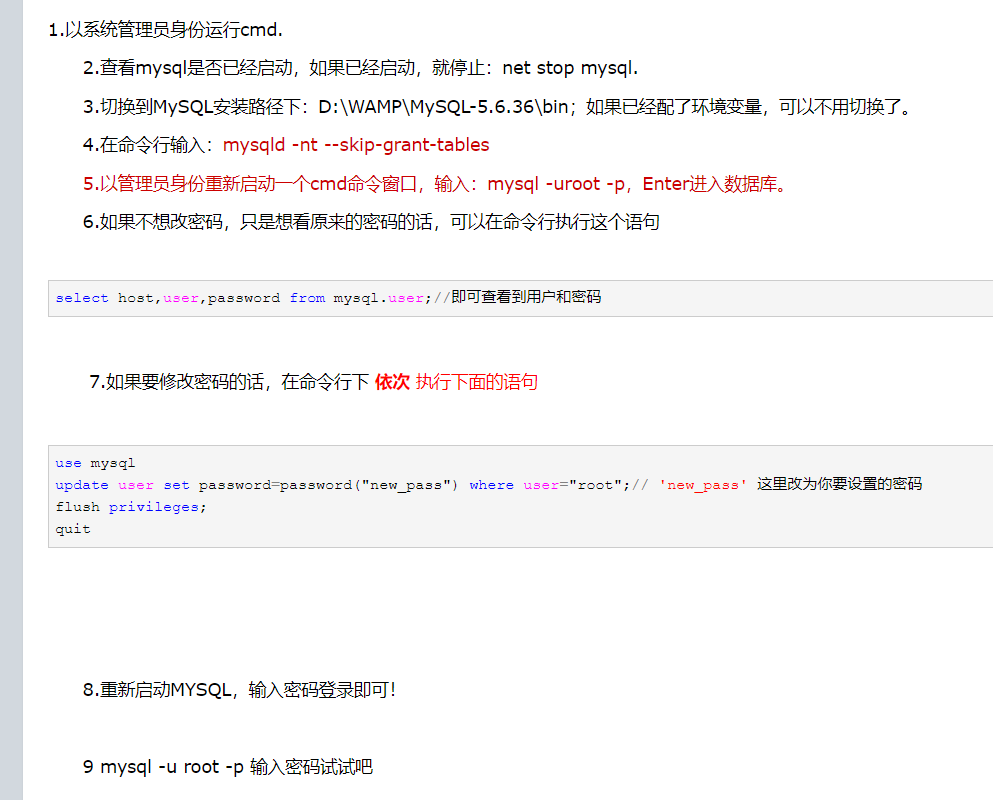 1.以系统管理员身份运行cmd.
2.查看mysql是否已经启动，如果已经启动，就停止：net stop mysql.
3.切换到MySQL安装路径下：D:\WAMP\MySQL-5.6.36\bin；如果已经配了环境变量，可以不用切换了。
4.在命令行输入：mysqld -nt --skip-grant-tables
5.以管理员身份重新启动一个cmd命令窗口，输入：mysql -uroot -p，Enter进入数据库。
6.如果不想改密码，只是想看原来的密码的话，可以在命令行执行这个语句
select host,user,password from mysql.user;//即可查看到用户和密码
7.如果要修改密码的话，在命令行下 依次 执行下面的语句
use mysql
update user set password=password("new_pass") where user="root";// 'new_pass' 这里改为你要设置的密码
flush privileges;
quit
8.重新启动MYSQL，输入密码登录即可！
9 mysql -u root -p 输入密码试试吧